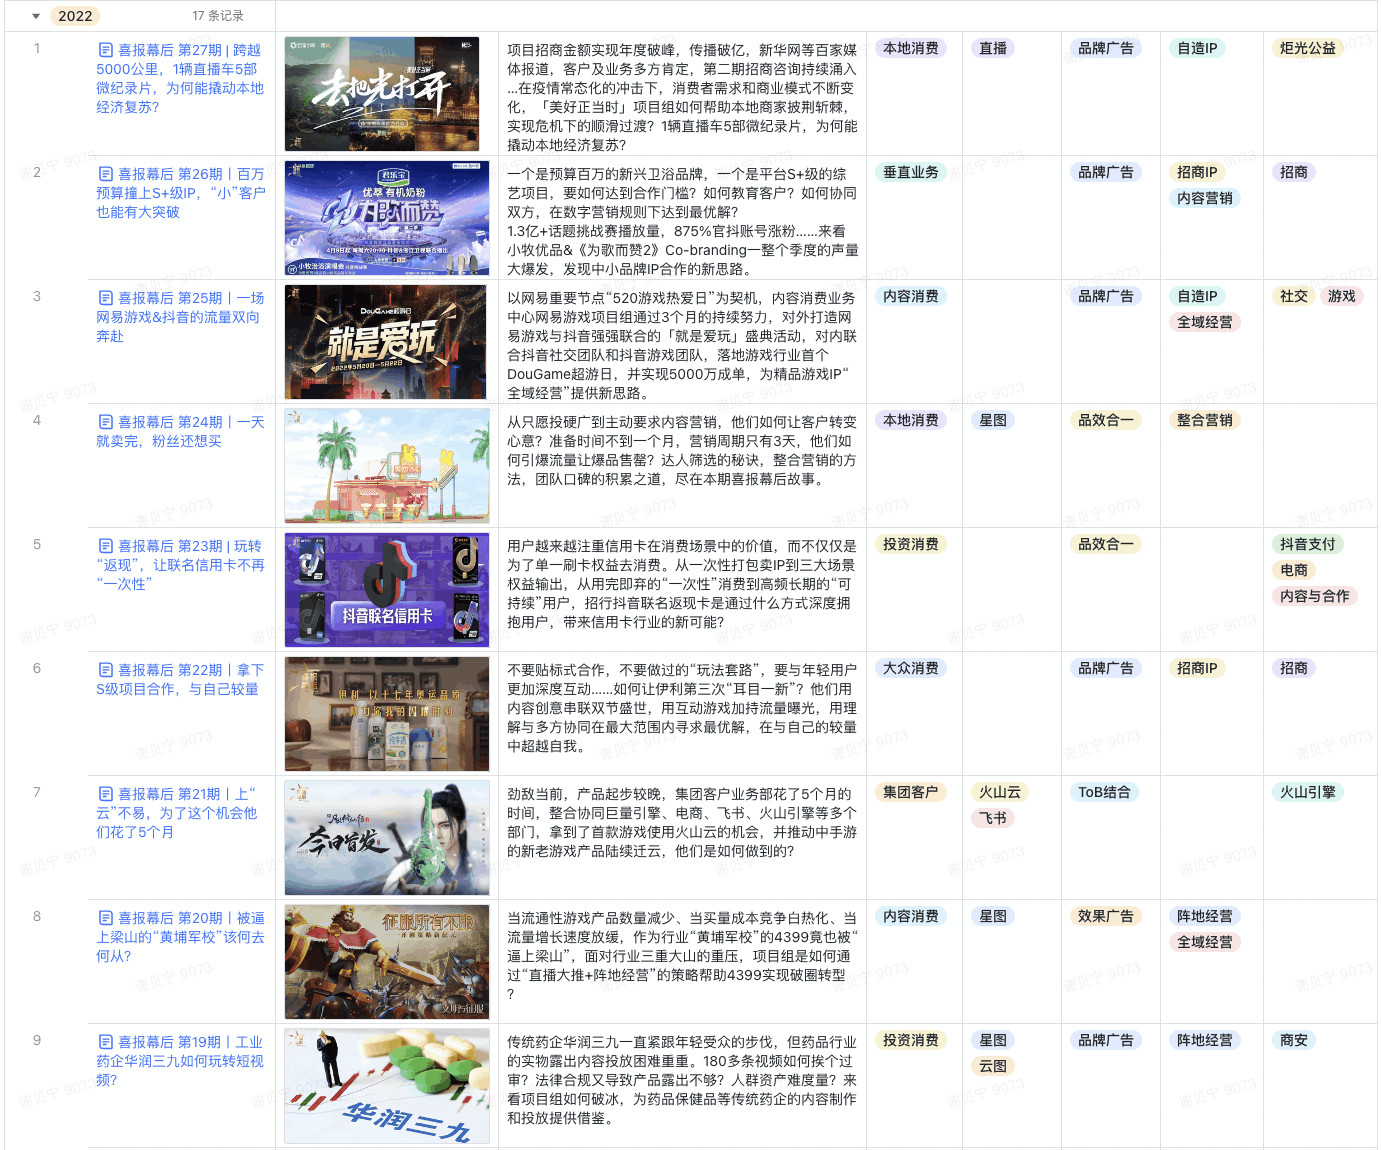 2022
17 条记录
1
喜报幕后 第27期 | 跨越
5000公里，1辆直播车5部
微纪录片，为何能撬动本地
经济复苏？
去把光打开
项目招商金额实现年度破峰，传播破亿，新华网等百家媒
体报道，客户及业务多方肯定，第二期招商咨询持续涌入
...在疫情常态化的冲击下，消费者需求和商业模式不断变
化，「美好正当时」项目组如何帮助本地商家披荆斩棘，
实现危机下的顺滑过渡？1辆直播车5部微纪录片，为何能
撬动本地经济复苏？
本地消费
直播
品牌广告
自造IP
炬光公益
2
喜报幕后 第26期丨百万
预算撞上S+级IP，“小”客户
也能有大突破
君乐宝
优萃 有机奶粉
为歌而赞
一个是预算百万的新兴卫浴品牌，一个是平台S+级的综
艺项目，要如何达到合作门槛？如何教育客户？如何协同
双方，在数字营销规则下达到最优解？
1.3亿+话题挑战赛播放量，875%官抖账号涨粉......来看
小牧优品&《为歌而赞2》Co-branding一整个季度的声量
大爆发，发现中小品牌IP合作的新思路。
垂直业务
品牌广告
招商IP
内容营销
招商
3
喜报幕后 第25期丨一场
网易游戏&抖音的流量双向
奔赴
DouGame超游日
就是爱玩
2022年5月20日-5月22日
以网易重要节点“520游戏热爱日”为契机，内容消费业务
中心网易游戏项目组通过3个月的持续努力，对外打造网
易游戏与抖音强强联合的「就是爱玩」盛典活动，对内联
合抖音社交团队和抖音游戏团队，落地游戏行业首个
DouGame超游日，并实现5000万成单，为精品游戏IP“
全域经营”提供新思路。
内容消费
品牌广告
自造IP
全域经营
社交 游戏
4
喜报幕后 第24期丨一天
就卖完，粉丝还想买
从只愿投硬广到主动要求内容营销，他们如何让客户转变
心意？准备时间不到一个月，营销周期只有3天，他们如
何引爆流量让爆品售罄？达人筛选的秘诀，整合营销的方
法，团队口碑的积累之道，尽在本期喜报幕后故事。
本地消费
星图
品效合一
整合营销
5
喜报幕后 第23期 | 玩转
“返现”，让联名信用卡不再
“一次性”
抖音联名信用卡
用户越来越注重信用卡在消费场景中的价值，而不仅仅是
为了单一刷卡权益去消费。从一次性打包卖IP到三大场景
权益输出，从用完即弃的“一次性”消费到高频长期的“可
持续”用户，招行抖音联名返现卡是通过什么方式深度拥
抱用户，带来信用卡行业的新可能？
投资消费
品效合一
抖音支付
电商
内容与合作
6
喜报幕后 第22期丨拿下
S级项目合作，与自己较量
伊利 以十七年奥运品质
助力你我的闪耀时刻
不要贴标式合作，不要做过的“玩法套路”，要与年轻用户
更加深度互动......如何让伊利第三次“耳目一新”？他们用
内容创意串联双节盛世，用互动游戏加持流量曝光，用理
解与多方协同在最大范围内寻求最优解，在与自己的较量
中超越自我。
大众消费
品牌广告
招商IP
招商
7
喜报幕后 第21期丨上“
云”不易，为了这个机会他
们花了5个月
今日首发
劲敌当前，产品起步较晚，集团客户业务部花了5个月的
时间，整合协同巨量引擎、电商、飞书、火山引擎等多个
部门，拿到了首款游戏使用火山云的机会，并推动中手游
的新老游戏产品陆续迁云，他们是如何做到的？
集团客户
火山云
飞书
ToB结合
火山引擎
8
喜报幕后 第20期丨被逼
上梁山的“黄埔军校”该何去
何从？
征服所有不服
文明与征服
当流通性游戏产品数量减少、当买量成本竞争白热化、当
流量增长速度放缓，作为行业“黄埔军校”的4399竟也被“
逼上梁山”，面对行业三重大山的重压，项目组是如何通
过“直播大推+阵地经营”的策略帮助4399实现破圈转型
？
内容消费
星图
效果广告
阵地经营
全域经营
9
喜报幕后 第19期丨工业
药企华润三九如何玩转短视
频？
华润三九
传统药企华润三九一直紧跟年轻受众的步伐，但药品行业
的实物露出内容投放困难重重。180多条视频如何挨个过
审？法律合规又导致产品露出不够？人群资产难度量？来
看项目组如何破冰，为药品保健品等传统药企的内容制作
和投放提供借鉴。
投资消费
星图
云图
品牌广告
阵地经营
商安
谢贝宁 9073